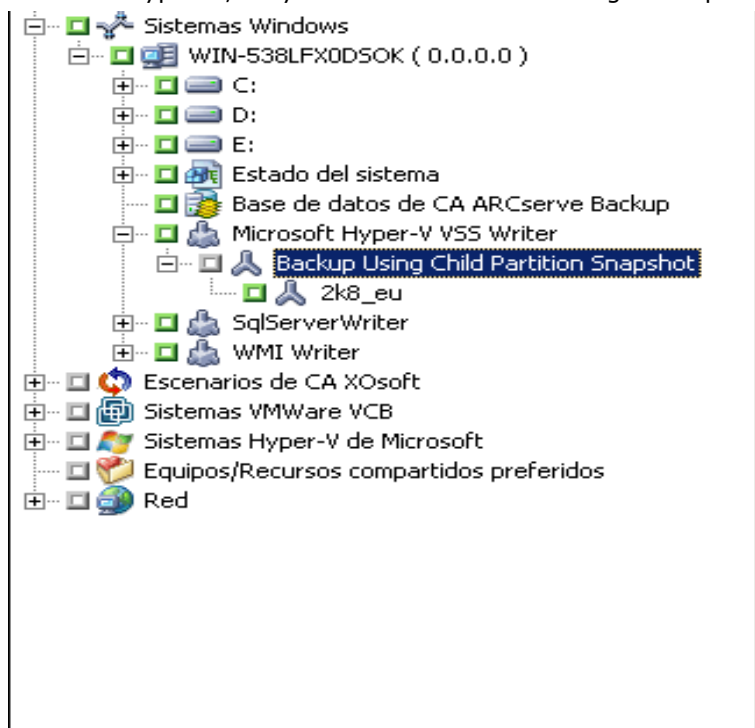 Sistemas Windows
WIN-538LFX0DSOK ( 0.0.0.0 )
C:
D:
E:
Estado del sistema
Base de datos de CA ARCserve Backup
Microsoft Hyper-V VSS Writer
Backup Using Child Partition Snapshot
2k8_eu
SqlServerWriter
WMI Writer
Escenarios de CA XOsoft
Sistemas VMWare VCB
Sistemas Hyper-V de Microsoft
Equipos/Recursos compartidos preferidos
Red